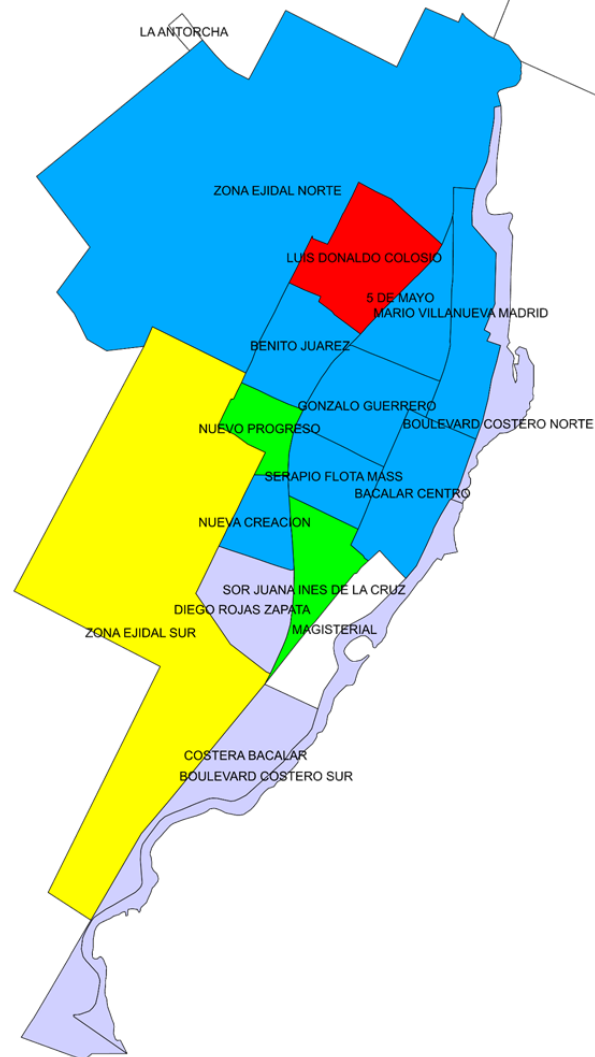 LA ANTORCHA
ZONA EJIDAL NORTE
LUIS DONALDO COLOSIO
5 DE MAYO
MARIO VILLANUEVA MADRID
BENITO JUAREZ
GONZALO GUERRERO
BOULEVARD COSTERO NORTE
NUEVO PROGRESO
SERAPIO FLOTA MASS
BACALAR CENTRO
NUEVA CREACION
SOR JUANA INES DE LA CRUZ
DIEGO ROJAS ZAPATA
MAGISTERIAL
ZONA EJIDAL SUR
COSTERA BACALAR
BOULEVARD COSTERO SUR